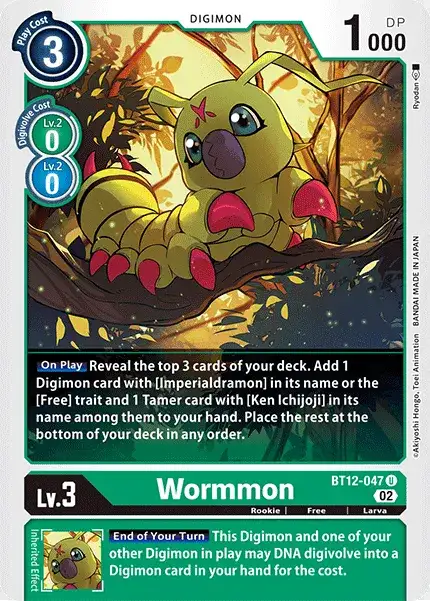 DIGIMON
Play Cost
3
1000
DP
Digivolve Cost
Lv.2
0
Lv.2
0
Ryodan
©Akiyoshi Hongo, Toei Animation BANDAI MADE IN JAPAN
On Play Reveal the top 3 cards of your deck. Add 1
Digimon card with [Imperialdramon] in its name or the
[Free] trait and 1 Tamer card with [Ken Ichijoji] in its
name among them to your hand. Place the rest at the
bottom of your deck in any order.
Lv.3
Wormmon
BT12-047 U
02
Rookie | Free | Larva
Inherited Effect
End of Your Turn This Digimon and one of your
other Digimon in play may DNA digivolve into a
Digimon card in your hand for the cost.